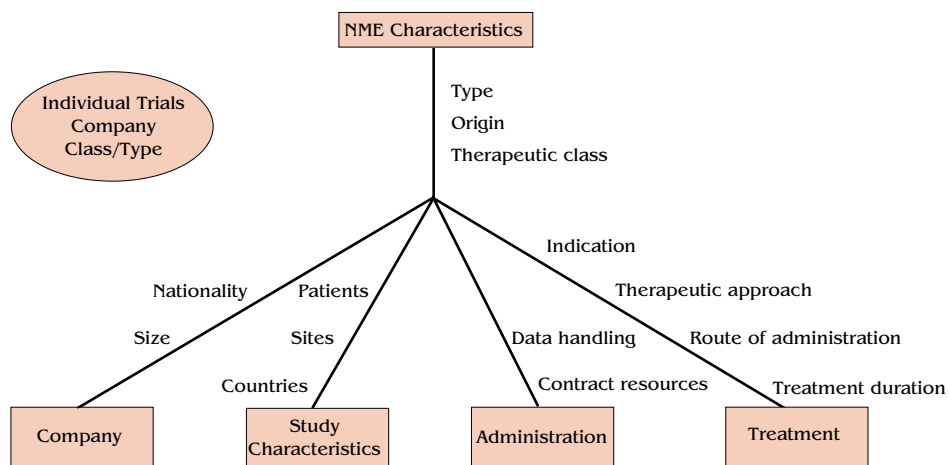 NME Characteristics
Individual Trials
Company
Class/Type
Type
Origin
Therapeutic class
Indication
Nationality
Patients
Therapeutic approach
Size
Sites
Data handling
Route of administration
Countries
Contract resources
Treatment duration
Company
Study
Characteristics
Administration
Treatment